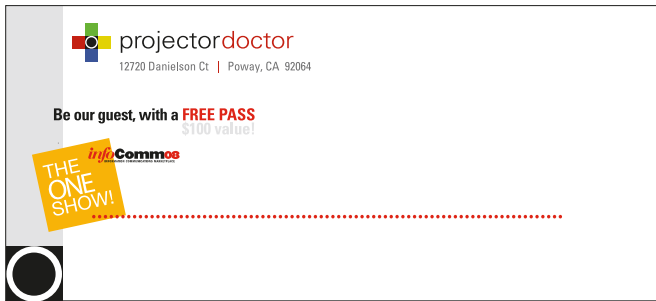 projectordoctor
12720 Danielson Ct | Poway, CA 92064
Be our guest, with a FREE PASS
$100 value!
infoComm08
THE
ONE
SHOW!